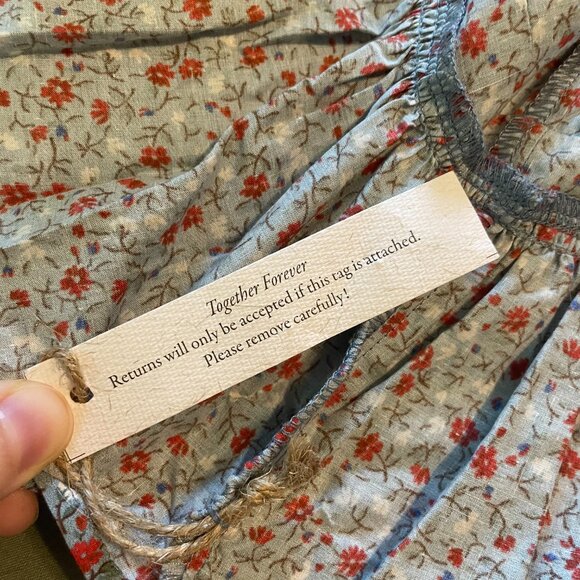 Together Forever
Returns will only be accepted if this tag is attached.
Please remove carefully!